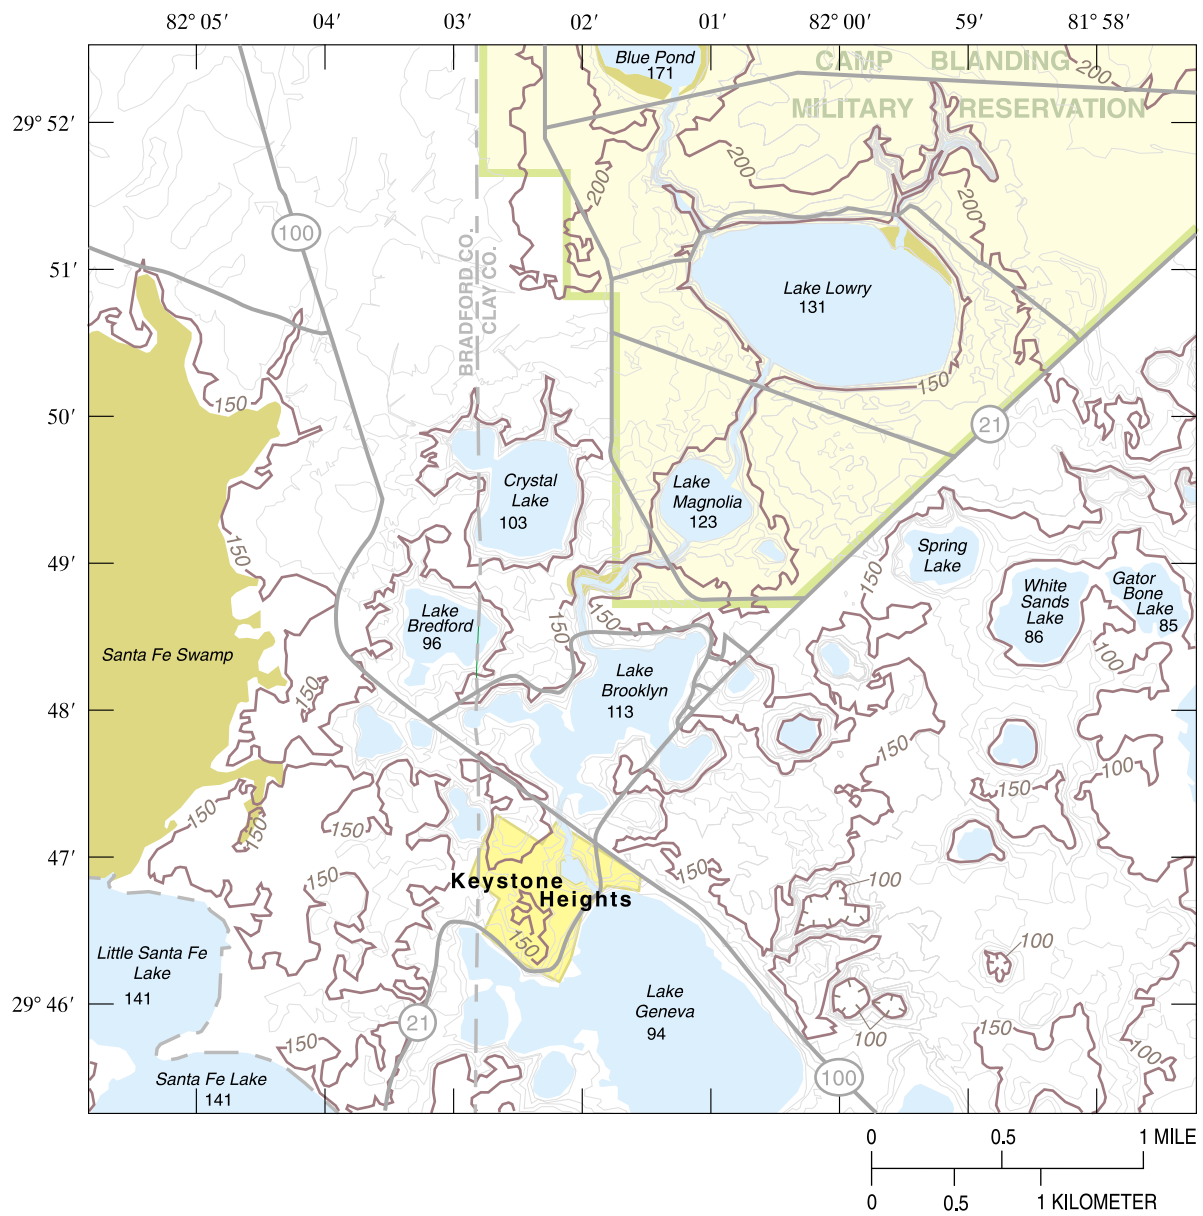 82° 05′ 04′ 03′ 02′ 01′ 82° 00′ 59′ 81° 58′
Blue Pond
171
CAMP BLANDING
200
29° 52′
MILITARY RESERVATION
200
200
200
100
BRADFORD CO.
CLAY CO.
51′
Lake Lowry
131
150
150
50′
21
Crystal
Lake
103
Lake
Magnolia
123
49′
150
150
Spring
Lake
White
Sands
Lake
86
Gator
Bone
Lake
85
Lake
Bredford
96
150
150
100
Santa Fe Swamp
150
Lake
Brooklyn
113
48′
150
100
150
150
150
150
47′
150
150
100
Keystone
Heights
150
100
Little Santa Fe
Lake
141
29° 46′
Lake
Geneva
94
21
150
150
100
100
100
Santa Fe Lake
141
0 0.5 1 MILE
0 0.5 1 KILOMETER